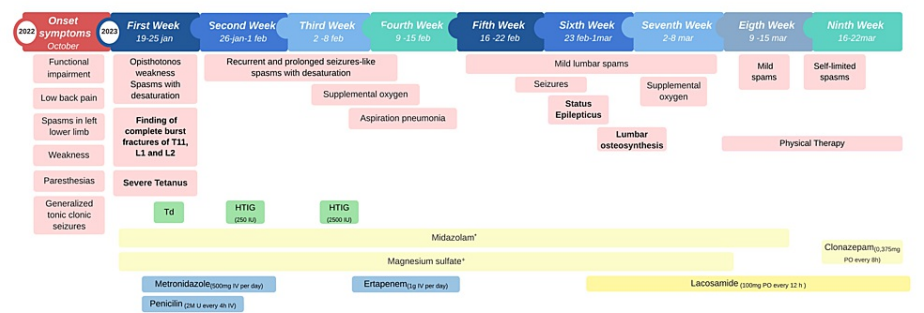 2022
Onset
symptoms
October
2023
First Week
19-25 jan
Second Week
26-jan-1 feb
Third Week
2 -8 feb
Fourth Week
9 -15 feb
Fifth Week
16 -22 feb
Sixth Week
23 feb-1mar
Seventh Week
2-8 mar
Eigth Week
9 -15 mar
Ninth Week
16-22mar
Functional
impairment
Low back pain
Spasms in left
lower limb
Weakness
Paresthesias
Generalized
tonic clonic
seizures
Opisthotonos
weakness
Spasms with
desaturation
Finding of
complete burst
fractures of T11,
L1 and L2
Severe Tetanus
Recurrent and prolonged seizures-like
spasms with desaturation
Supplemental oxygen
Aspiration pneumonia
Mild lumbar spams
Seizures
Status
Epilepticus
Lumbar
osteosynthesis
Supplemental
oxygen
Mild
spams
Self-limited
spasms
Physical Therapy
Td
HTIG
(250 IU)
HTIG
(2500 IU)
Midazolam*
Magnesium sulfate+
Clonazepam(0,375mg
PO every 8h)
Metronidazole(500mg IV per day)
Ertapenem(1g IV per day)
Lacosamide (100mg PO every 12 h )
Penicilin (2M U every 4h IV)